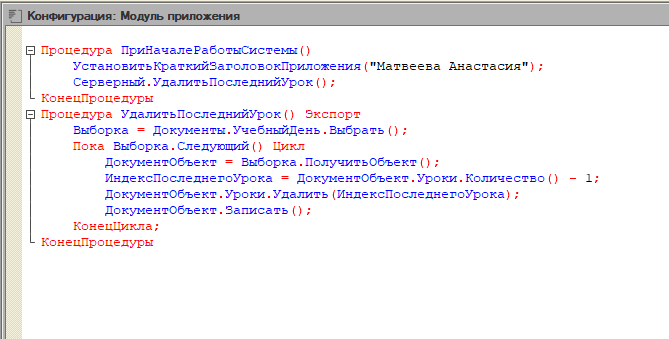 Конфигурация: Модуль приложения
Процедура ПриНачалеРаботыСистемы()
УстановитьКраткийЗаголовокПриложения("Матвеева Анастасия");
Серверный.УдалитьПоследнийУрок();
КонецПроцедуры
Процедура УдалитьПоследнийУрок() Экспорт
Выборка = Документы.УчебныйДень.Выбрать();
Пока Выборка.Следующий() Цикл
ДокументОбъект = Выборка.ПолучитьОбъект();
ИндексПоследнегоУрока = ДокументОбъект.Уроки.Количество() - 1;
ДокументОбъект.Уроки.Удалить(ИндексПоследнегоУрока);
ДокументОбъект.Записать();
КонецЦикла;
КонецПроцедуры